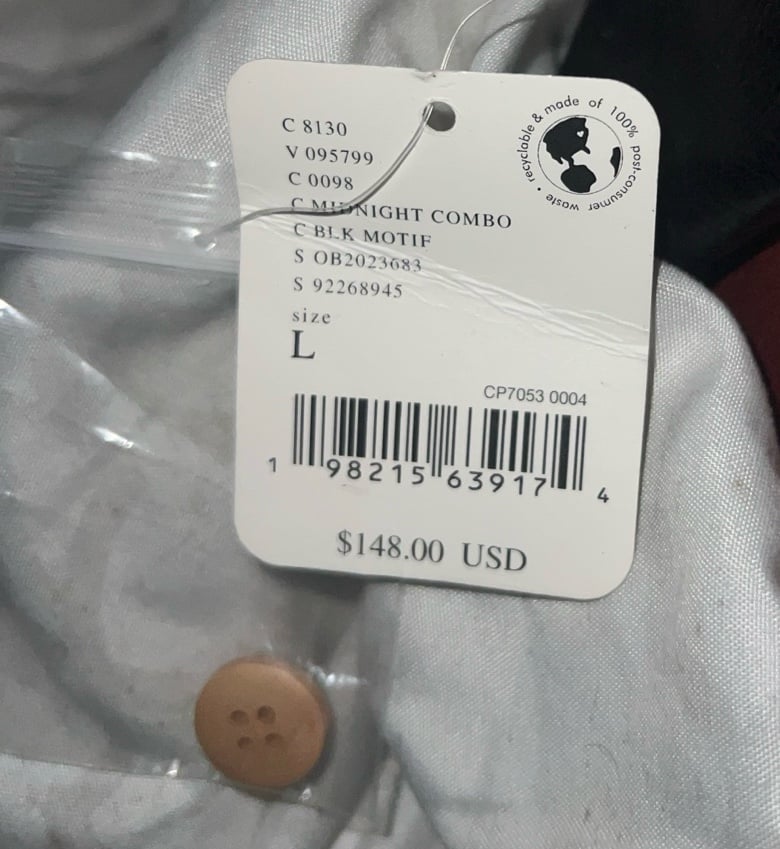 C 8130
V 095799
C 0098
C MIDNIGHT COMBO
C BLK MOTIF
S OB2023683
S 92268945
size
L
recyclable & made of 100% post-consumer waste •
CP7053 0004
1 98215 63917 4
$148.00 USD